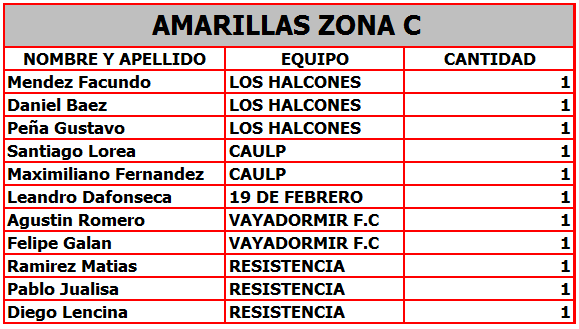 AMARILLAS ZONA C
NOMBRE Y APELLIDO EQUIPO CANTIDAD
Mendez Facundo LOS HALCONES 1
Daniel Baez LOS HALCONES 1
Peña Gustavo LOS HALCONES 1
Santiago Lorea CAULP 1
Maximiliano Fernandez CAULP 1
Leandro Dafonseca 19 DE FEBRERO 1
Agustin Romero VAYADORMIR F.C 1
Felipe Galan VAYADORMIR F.C 1
Ramirez Matias RESISTENCIA 1
Pablo Jualisa RESISTENCIA 1
Diego Lencina RESISTENCIA 1